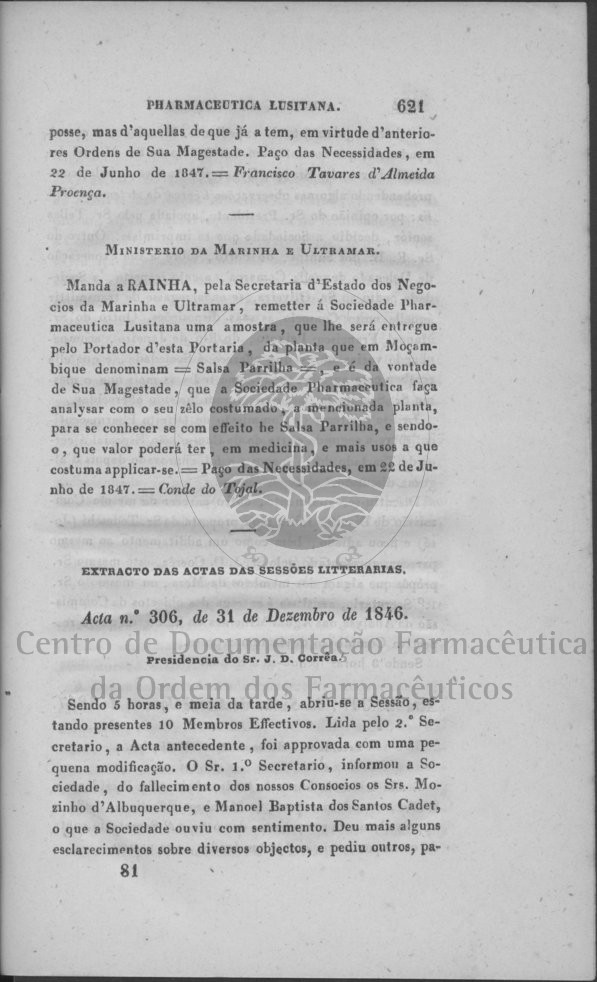 PHARMACEUTICA LUSITANA. 621
posse, mas d'aquellas de que já a tem, em virtude d'anterio-
res Ordens de Sua Magestade. Paço das Necessidades, em
22 de Junho de 1847. = Francisco Tavares d'Almeida
Proença.
MINISTERIO DA MARINHA E ULTRAMAR.
Manda a RAINHA, pela Secretaria d'Estado dos Nego-
cios da Marinha e Ultramar, remetter á Sociedade Phar-
maceutica Lusitana uma amostra, que lhe será entregue
pelo Portador d'esta Portaria, da planta que em Moçam-
bique denominam = Salsa Parrilha =, e é da vontade
de Sua Magestade, que a Sociedade Pharmaceutica faça
analysar com o seu zêlo costumado, a mencionada planta,
para se conhecer se com effeito he Salsa Parrilha, e sendo-
o, que valor poderá ter, em medicina, e mais usos a que
costuma applicar-se. = Paço das Necessidades, em 22 de Ju-
nho de 1847. = Conde do Tojal.
EXTRACTO DAS ACTAS DAS SESSÕES LITTERARIAS.
Acta n.° 306, de 31 de Dezembro de 1846.
Centro de Documentação Farmacêutica
Presidencia do Sr. J. D. Corrêa.
da Ordem dos Farmacêuticos
Sendo 5 horas, e meia da tarde, abriu-se a Sessão, es-
tando presentes 10 Membros Effectivos. Lida pelo 2.° Se-
cretario, a Acta antecedente, foi approvada com uma pe-
quena modificação. O Sr. 1.º Secretario, informou a So-
ciedade, do fallecimento dos nossos Consocios os Srs. Mo-
zinho d'Albuquerque, e Manoel Baptista dos Santos Cadet,
o que a Sociedade ouviu com sentimento. Deu mais alguns
esclarecimentos sobre diversos objectos, e pediu outros, pa-
81